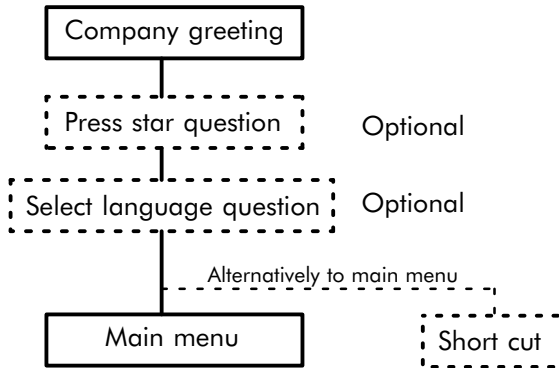 Company greeting
Press star question
Optional
Select language question
Optional
Alternatively to main menu
Main menu
Short cut